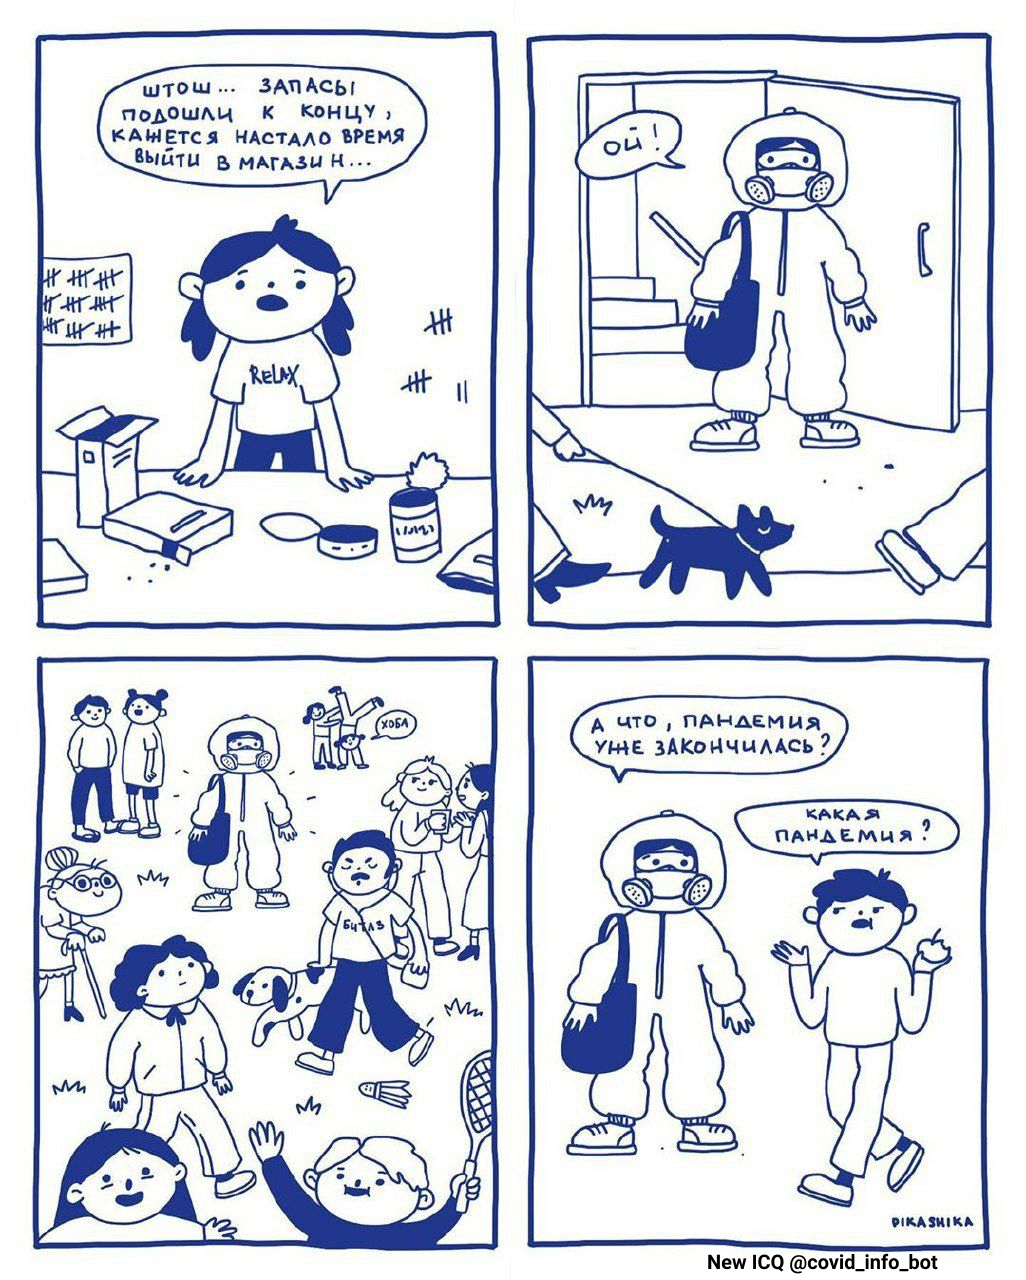 ШТОШ... ЗАПАСЫ
ПОДОШЛИ К КОНЦУ,
КАЖЕТСЯ НАСТАЛО ВРЕМЯ
ВЫЙТИ В МАГАЗИН...
RELAX
ОЙ!
ХОБА
БИТЛЗ
А ЧТО, ПАНДЕМИЯ
УЖЕ ЗАКОНЧИЛАСЬ?
КАКАЯ
ПАНДЕМИЯ?
PIKASHIKA
New ICQ @covid_info_bot